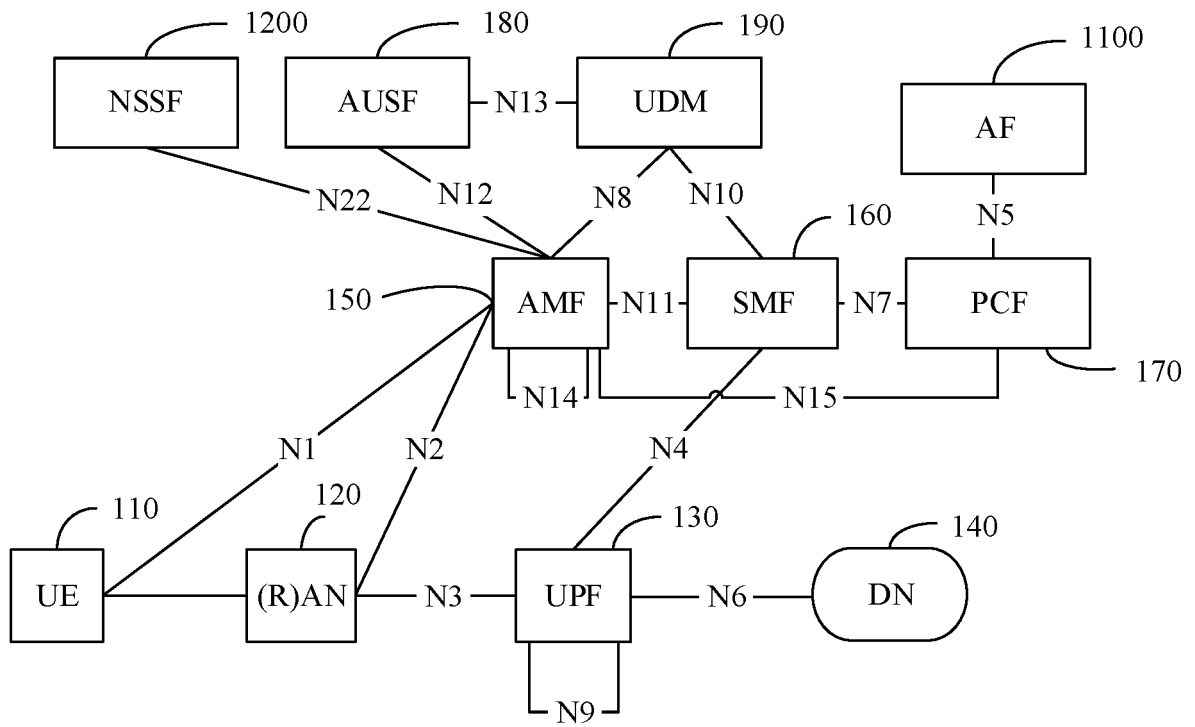 1200
180
190
1100
NSSF
AUSF
N13
UDM
AF
N22
N12
N8
N10
N5
160
150
AMF
N11
SMF
N7
PCF
170
N14
N15
N1
N2
N4
110
120
130
140
UE
(R)AN
N3
UPF
N6
DN
N9